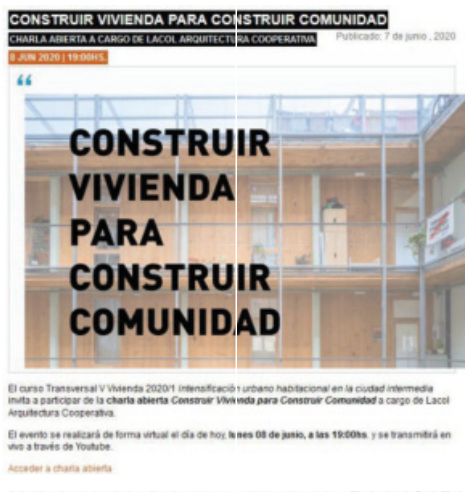 CONSTRUIR VIVIENDA PARA CONSTRUIR COMUNIDAD
CHARLA ABIERTA A CARGO DE LACOL ARQUITECTURA COOPERATIVA
Publicado: 7 de junio , 2020
8 JUN 2020 | 19:00HS.
CONSTRUIR
VIVIENDA
PARA
CONSTRUIR
COMUNIDAD
El curso Transversal V Vivienda 2020/1 Intensificación urbano habitacional en la ciudad intermedia
invita a participar de la charla abierta Construir Vivienda para Construir Comunidad a cargo de Lacol
Arquitectura Cooperativa.
El evento se realizará de forma virtual el día de hoy, lunes 08 de junio, a las 19:00hs. y se transmitirá en
vivo a través de Youtube.
Acceder a charla abierta